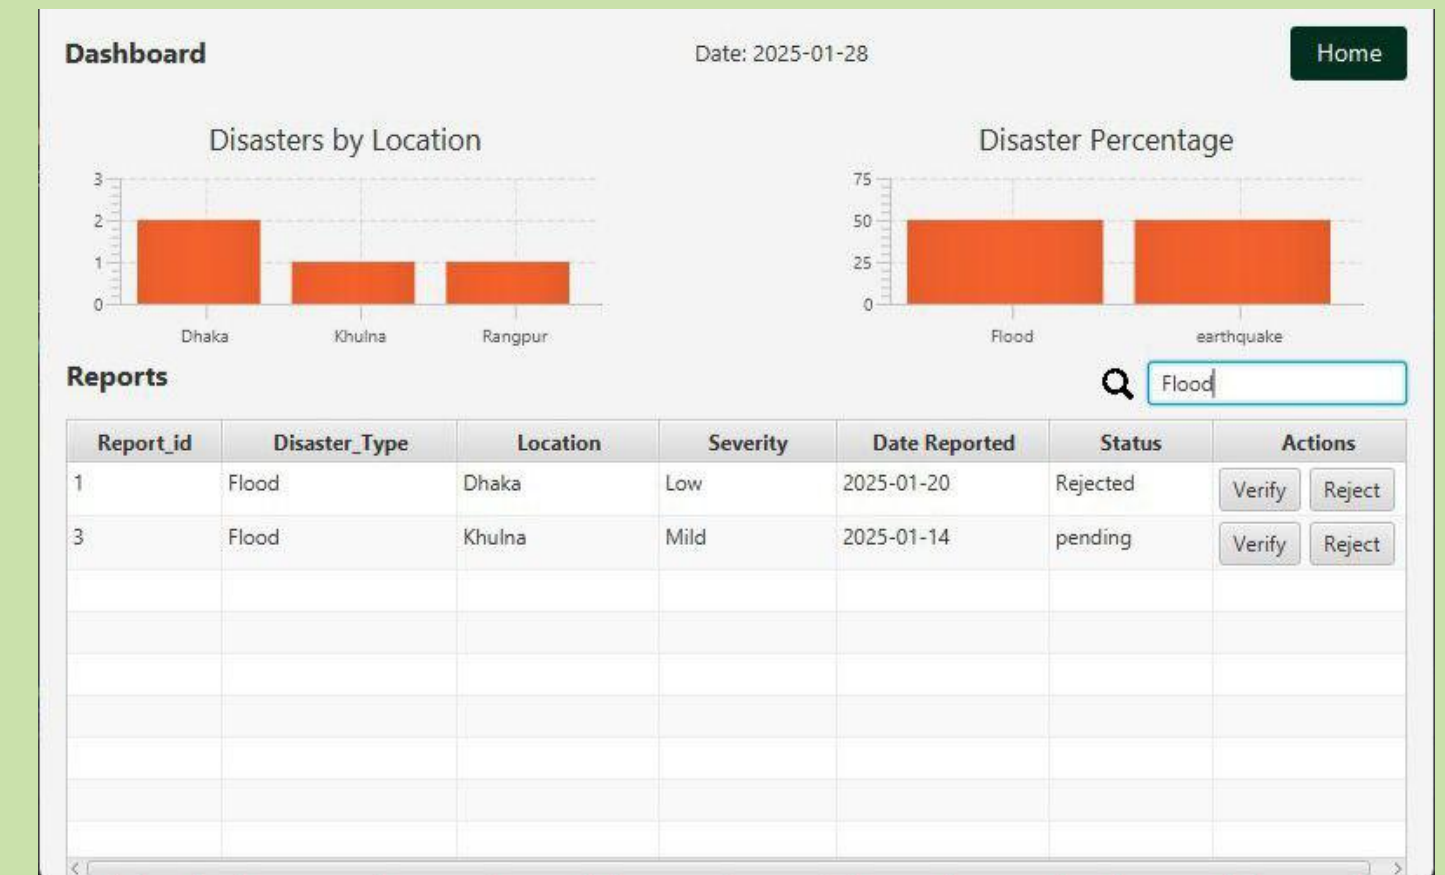 Dashboard Date: 2025-01-28 Home
Disasters by Location
3
2
1
0
Dhaka Khulna Rangpur
Disaster Percentage
75
50
25
0
Flood earthquake
Reports Flood
Report_id Disaster_Type Location Severity Date Reported Status Actions
1 Flood Dhaka Low 2025-01-20 Rejected Verify Reject
3 Flood Khulna Mild 2025-01-14 pending Verify Reject